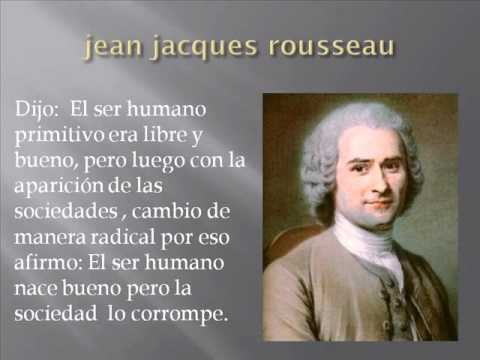 jean jacques rousseau
Dijo: El ser humano
primitivo era libre y
bueno, pero luego con la
aparición de las
sociedades , cambio de
manera radical por eso
afirmo: El ser humano
nace bueno pero la
sociedad lo corrompe.